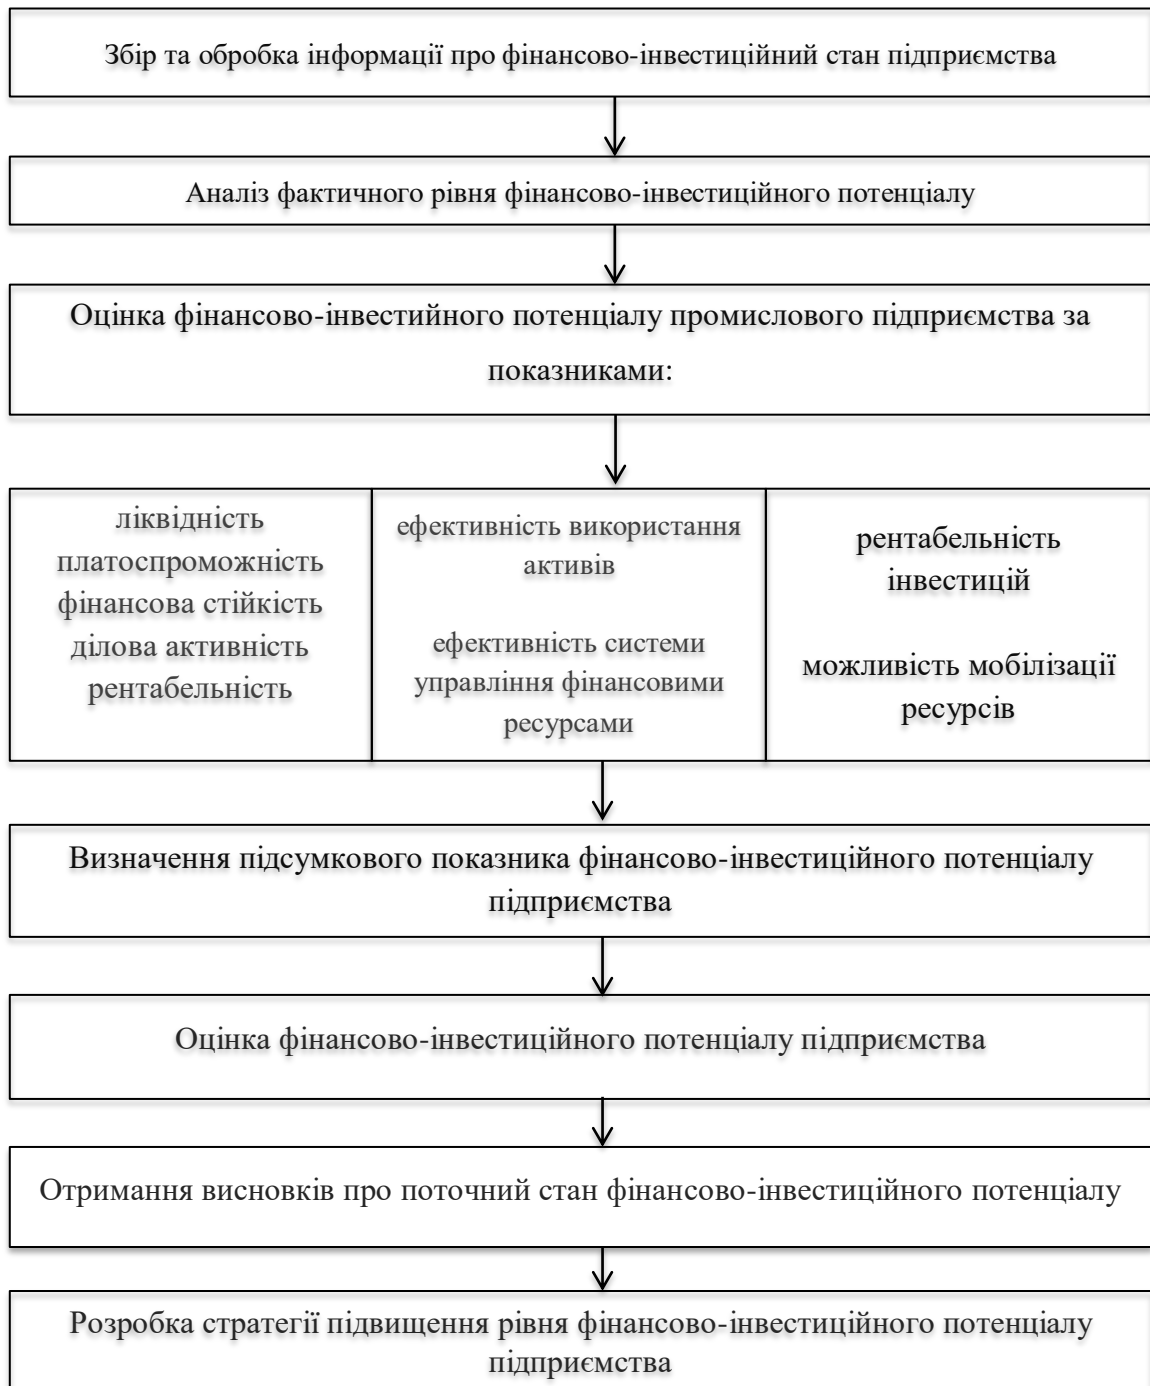 Збір та обробка інформації про фінансово-інвестиційний стан підприємства
Аналіз фактичного рівня фінансово-інвестиційного потенціалу
Оцінка фінансово-інвестийного потенціалу промислового підприємства за
показниками:
ліквідність
платоспроможність
фінансова стійкість
ділова активність
рентабельність
ефективність використання
активів
ефективність системи
управління фінансовими
ресурсами
рентабельність
інвестицій
можливість мобілізації
ресурсів
Визначення підсумкового показника фінансово-інвестиційного потенціалу
підприємства
Оцінка фінансово-інвестиційного потенціалу підприємства
Отримання висновків про поточний стан фінансово-інвестиційного потенціалу
Розробка стратегії підвищення рівня фінансово-інвестиційного потенціалу
підприємства